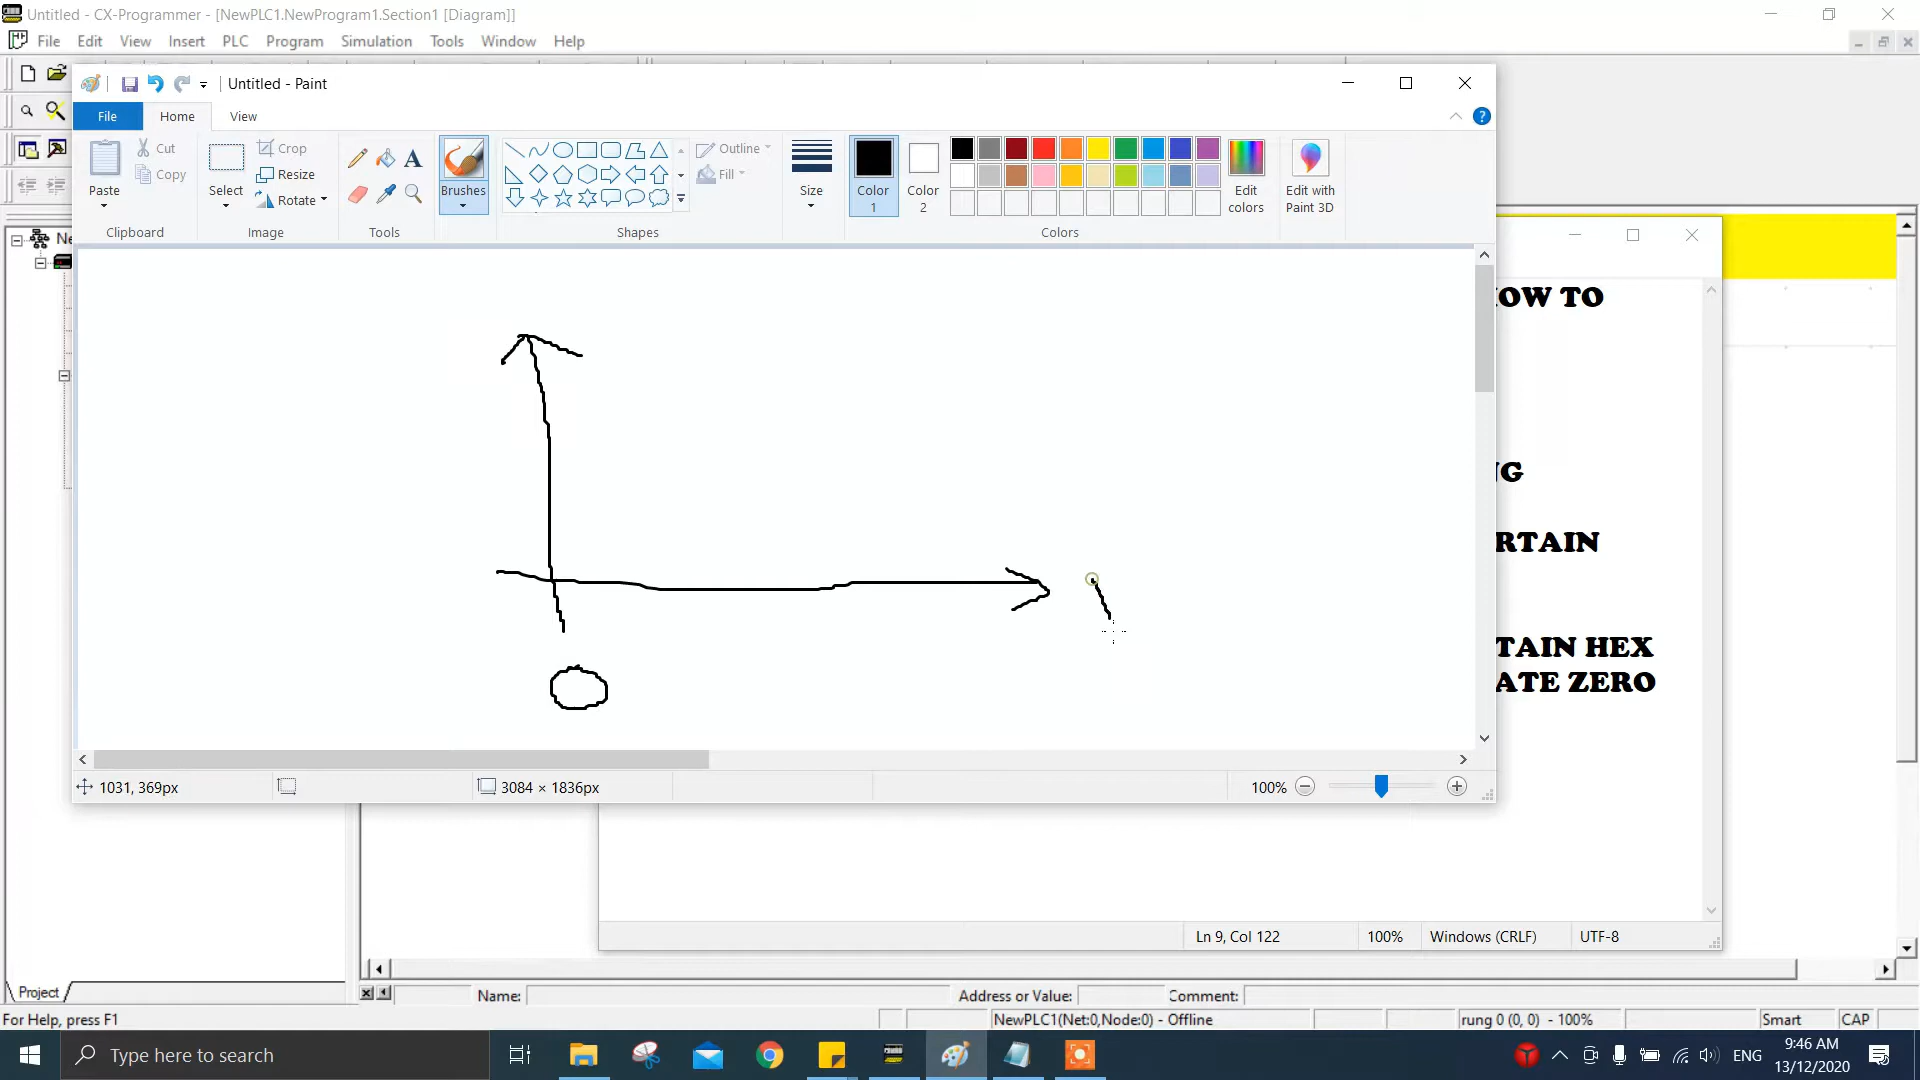 Untitled - CX-Programmer - [NewPLC1.NewProgram1.Section1 [Diagram]]
File Edit View Insert PLC Program Simulation Tools Window Help
Untitled - Paint
File Home View
Cut
Copy
Paste
Clipboard
Select
Crop
Resize
Rotate
Image
Tools
Brushes
Shapes
Outline
Fill
Size
Color 1
Color 2
Edit colors
Edit with Paint 3D
Colors
Ne
OW TO
NG
RTAIN
TAIN HEX
ATE ZERO
1031, 369px
3084 × 1836px
100%
Ln 9, Col 122
100%
Windows (CRLF)
UTF-8
Project
Name:
Address or Value:
Comment:
For Help, press F1
NewPLC1(Net:0,Node:0) - Offline
rung 0 (0, 0) - 100%
Smart
CAP
Type here to search
ENG
9:46 AM
13/12/2020